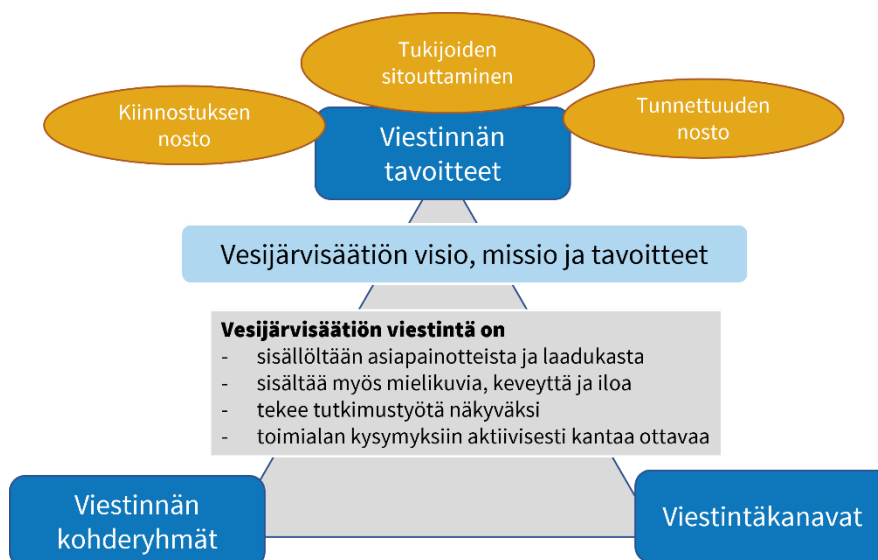 Tukijoiden
sitouttaminen
Kiinnostuksen
nosto
Tunnettuuden
nosto
Viestinnän
tavoitteet
Vesijärvisäätiön visio, missio ja tavoitteet
Vesijärvisäätiön viestintä on
- sisällöltään asiapainotteista ja laadukasta
- sisältää myös mielikuvia, keveyttä ja iloa
- tekee tutkimustyötä näkyväksi
- toimialan kysymyksiin aktiivisesti kantaa ottavaa
Viestinnän
kohderyhmät
Viestintäkanavat